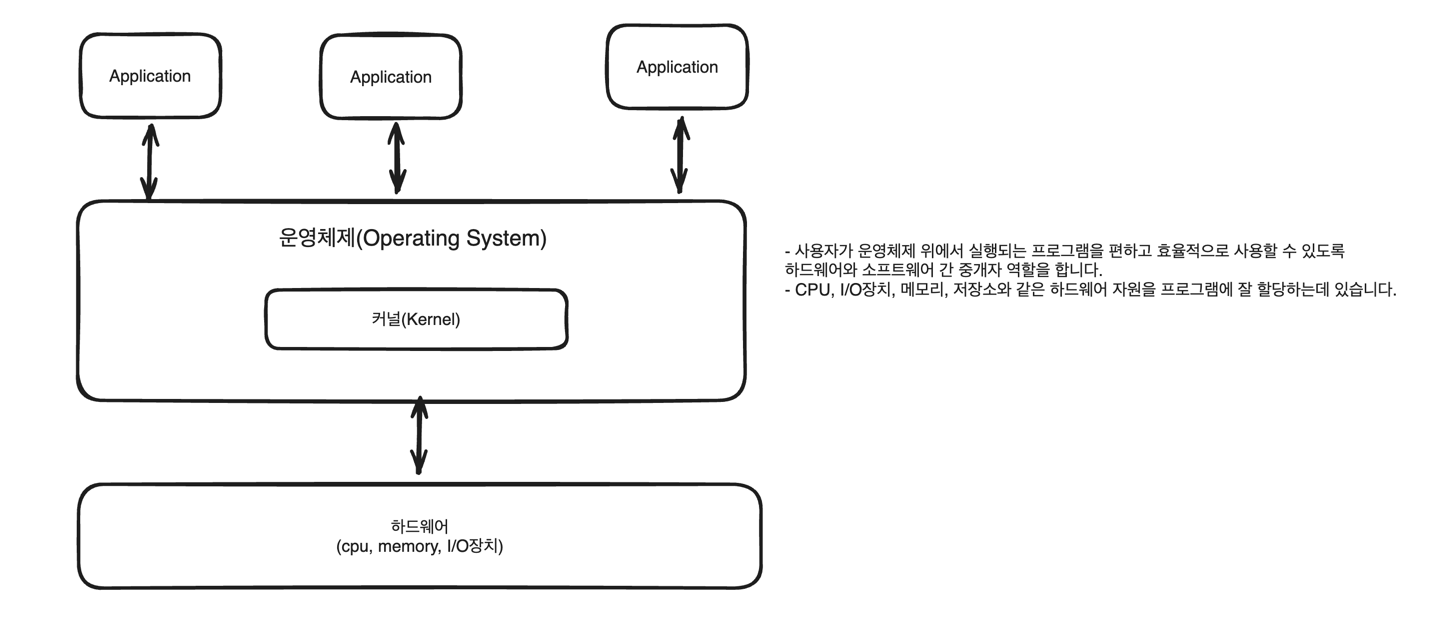 Application
Application
Application
운영체제(Operating System)
커널(Kernel)
- 사용자가 운영체제 위에서 실행되는 프로그램을 편하고 효율적으로 사용할 수 있도록
하드웨어와 소프트웨어 간 중개자 역할을 합니다.
- CPU, I/O장치, 메모리, 저장소와 같은 하드웨어 자원을 프로그램에 잘 할당하는데 있습니다.
하드웨어
(cpu, memory, I/O장치)